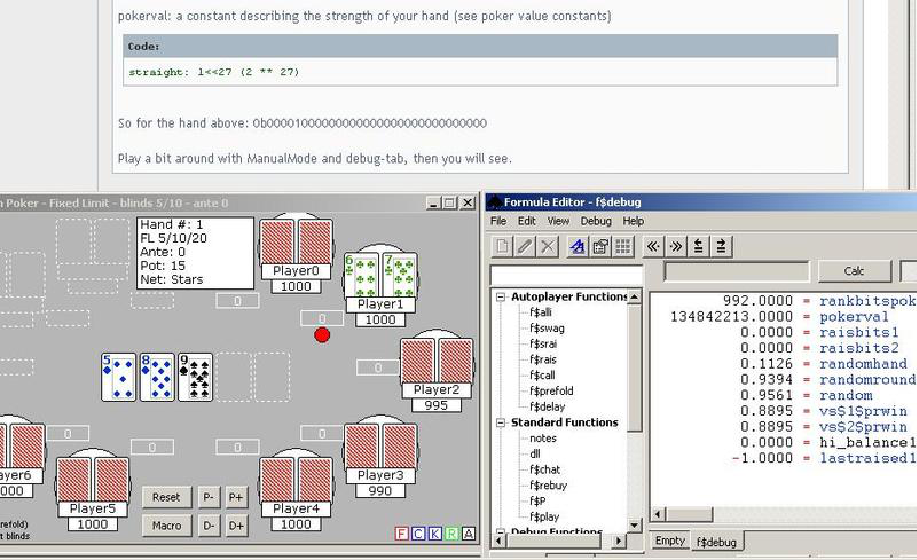 pokerval: a constant describing the strength of your hand (see poker value constants)
Code:
straight: 1<<27 (2 ** 27)
So for the hand above: 0b00001000000000000000000000000000
Play a bit around with ManualMode and debug-tab, then you will see.
n Poker - Fixed Limit - blinds 5/10 - ante 0
Hand #: 1
FL 5/10/20
Ante: 0
Pot: 15
Net: Stars
Player0
1000
6
7
Player1
1000
0
0
5
8
9
0
Player2
995
0
0
0
0
ayer6
000
Player5
1000
Player4
1000
Player3
990
Reset
P-
P+
Macro
D-
D+
refold)
t blinds
F C K R A
Formula Editor - f$debug
File Edit View Debug Help
Calc
Autoplayer Functions
f$alli
f$swag
f$srai
f$rais
f$call
f$prefold
f$delay
Standard Functions
notes
dll
f$chat
f$rebuy
f$P
f$play
Debug Functions
992.0000 = rankbitspok
134842213.0000 = pokerval
0.0000 = raisbits1
0.0000 = raisbits2
0.1126 = randomhand
0.9394 = randomround
0.9561 = random
0.8895 = vs$1$prwin
0.8895 = vs$2$prwin
0.0000 = hi_balance1
-1.0000 = lastraised1
Empty f$debug